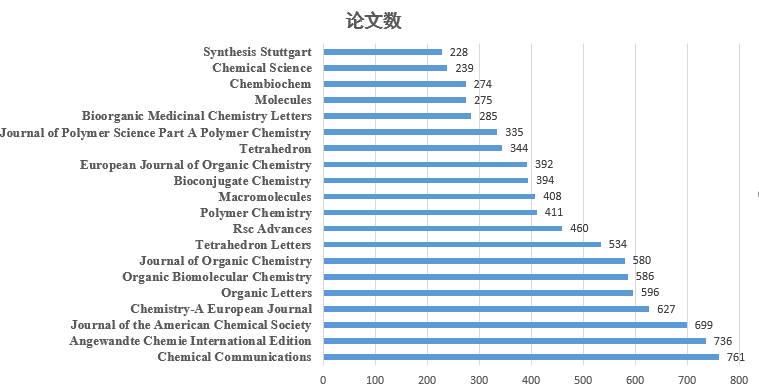 论文数
Synthesis Stuttgart 228
Chemical Science 239
Chembiochem 274
Molecules 275
Bioorganic Medicinal Chemistry Letters 285
Journal of Polymer Science Part A Polymer Chemistry 335
Tetrahedron 344
European Journal of Organic Chemistry 392
Bioconjugate Chemistry 394
Macromolecules 408
Polymer Chemistry 411
Rsc Advances 460
Tetrahedron Letters 534
Journal of Organic Chemistry 580
Organic Biomolecular Chemistry 586
Organic Letters 596
Chemistry-A European Journal 627
Journal of the American Chemical Society 699
Angewandte Chemie International Edition 736
Chemical Communications 761
0 100 200 300 400 500 600 700 800